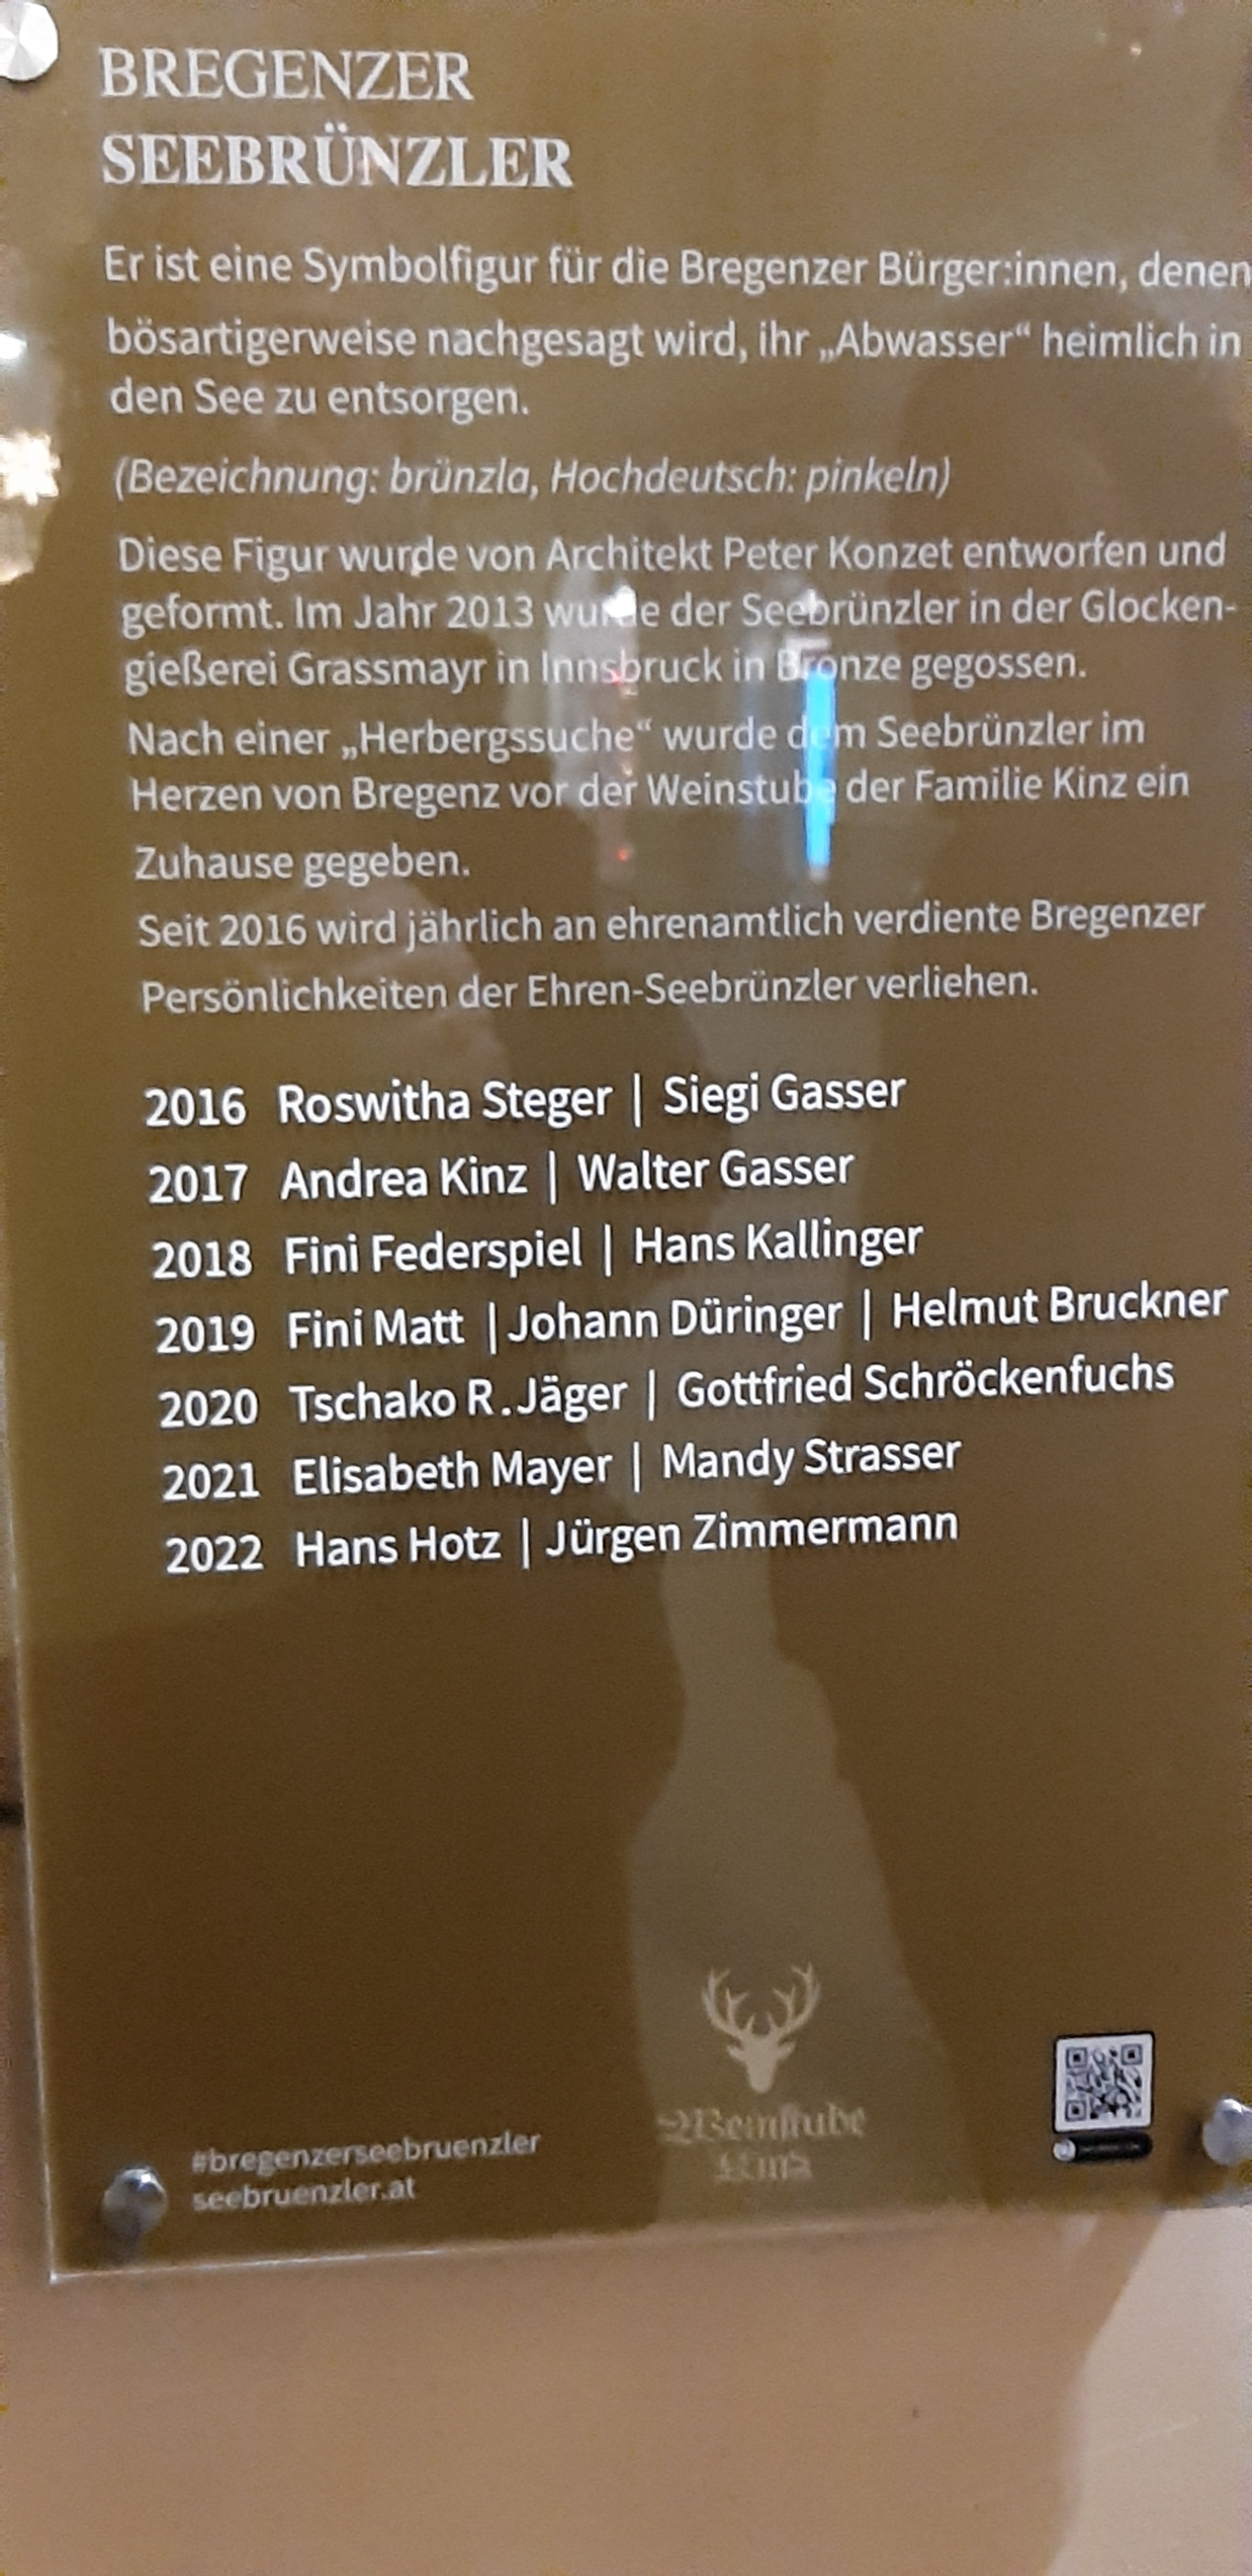 BREGENZER
SEEBRÜNZLER
Er ist eine Symbolfigur für die Bregenzer Bürger:innen, denen
bösartigerweise nachgesagt wird, ihr „Abwasser“ heimlich in
den See zu entsorgen.
(Bezeichnung: brünzla, Hochdeutsch: pinkeln)
Diese Figur wurde von Architekt Peter Konzet entworfen und
geformt. Im Jahr 2013 wurde der Seebrünzler in der Glocken-
gießerei Grassmayr in Innsbruck in Bronze gegossen.
Nach einer „Herbergssuche“ wurde dem Seebrünzler im
Herzen von Bregenz vor der Weinstube der Familie Kinz ein
Zuhause gegeben.
Seit 2016 wird jährlich an ehrenamtlich verdiente Bregenzer
Persönlichkeiten der Ehren-Seebrünzler verliehen.
2016 Roswitha Steger | Siegi Gasser
2017 Andrea Kinz | Walter Gasser
2018 Fini Federspiel | Hans Kallinger
2019 Fini Matt | Johann Düringer | Helmut Bruckner
2020 Tschako R.Jäger | Gottfried Schröckenfuchs
2021 Elisabeth Mayer | Mandy Strasser
2022 Hans Hotz | Jürgen Zimmermann
Weinstube
Kinz
#bregenzerseebruenzler
seebruenzler.at